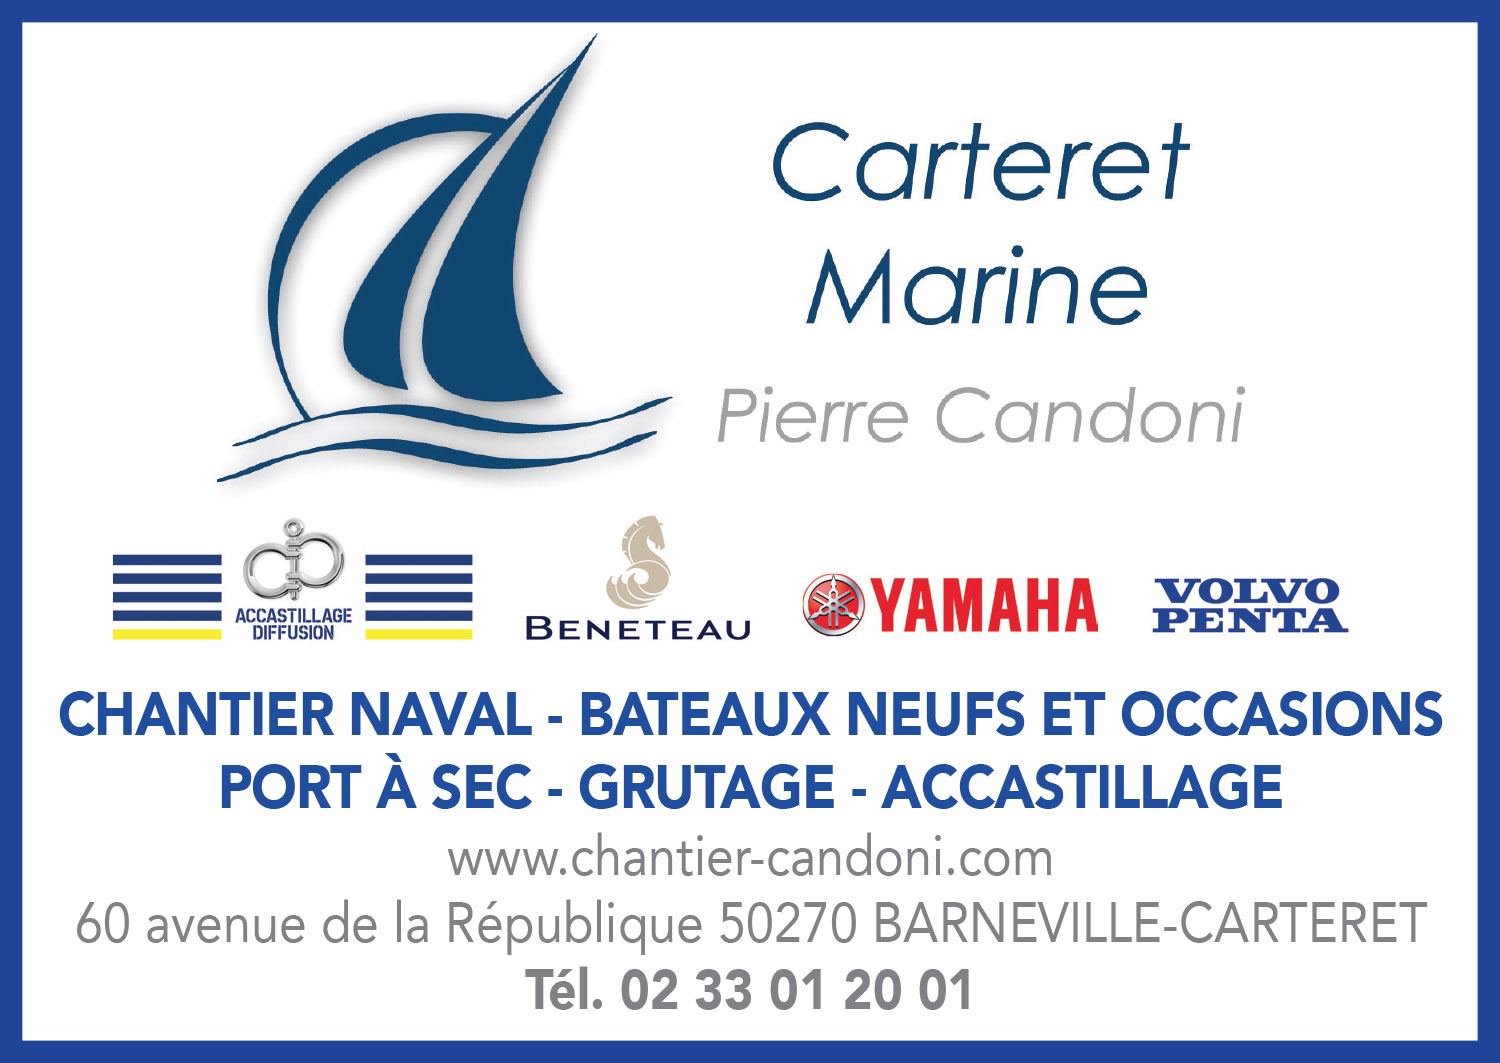 Carteret
Marine
Pierre Candoni
ACCASTILLAGE
DIFFUSION
BENETEAU
YAMAHA
VOLVO
PENTA
CHANTIER NAVAL - BATEAUX NEUFS ET OCCASIONS
PORT À SEC - GRUTAGE - ACCASTILLAGE
www.chantier-candoni.com
60 avenue de la République 50270 BARNEVILLE-CARTERET
Tél. 02 33 01 20 01